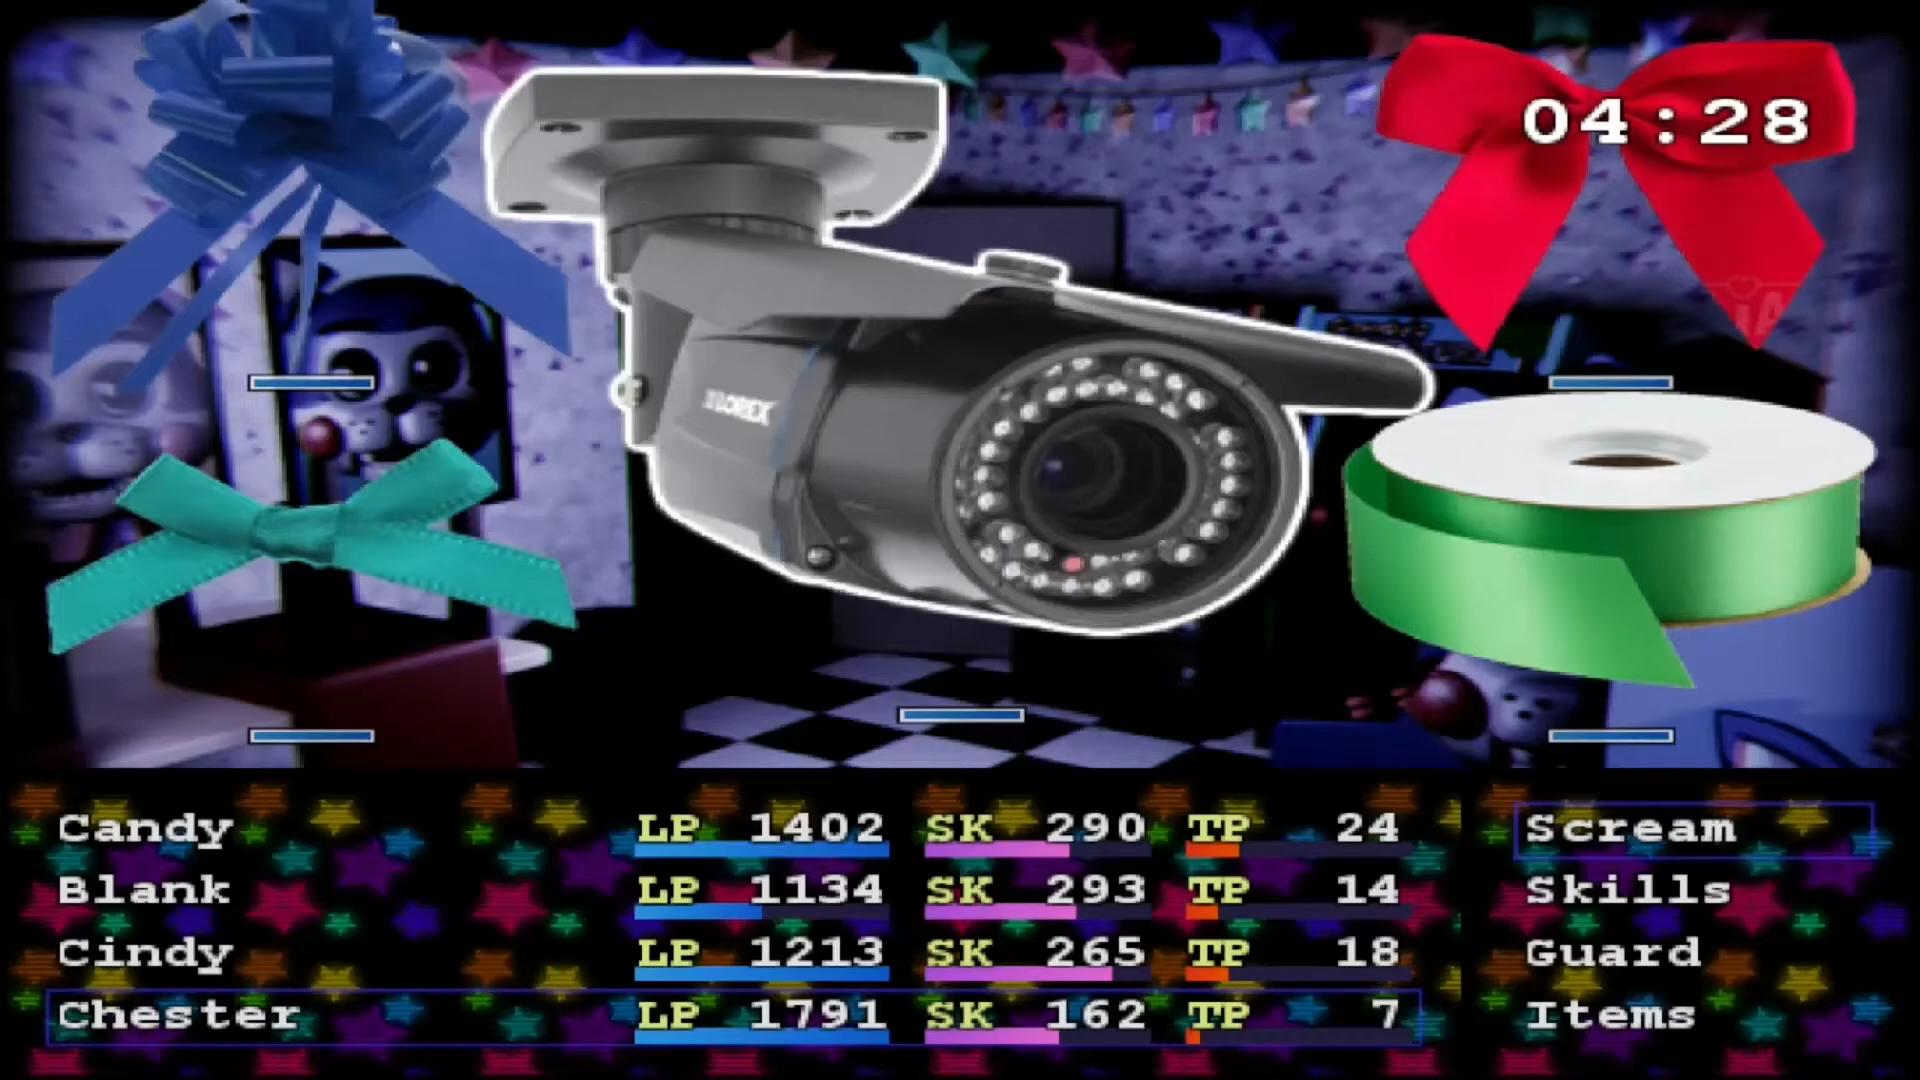 04:28
LOREX
Candy LP 1402 SK 290 TP 24
Blank LP 1134 SK 293 TP 14
Cindy LP 1213 SK 265 TP 18
Chester LP 1791 SK 162 TP 7
Scream
Skills
Guard
Items